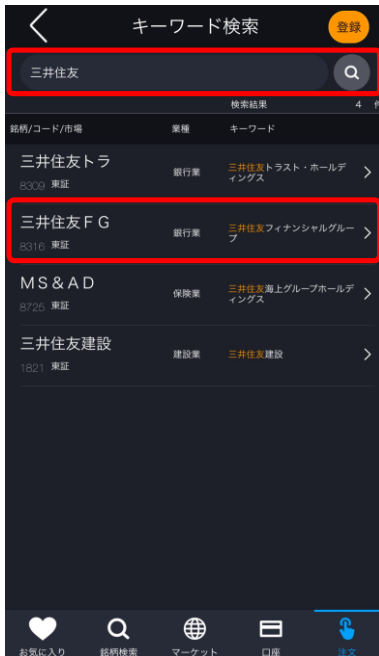 キーワード検索 登録
三井住友
検索結果 4 件
銘柄/コード/市場 業種 キーワード
三井住友トラ
8309 東証
銀行業
三井住友トラスト・ホールデ
ィングス
三井住友ＦＧ
8316 東証
銀行業
三井住友フィナンシャルグルー
プ
ＭＳ＆ＡＤ
8725 東証
保険業
三井住友海上グループホールデ
ィングス
三井住友建設
1821 東証
建設業
三井住友建設
お気に入り 銘柄検索 マーケット 口座 注文